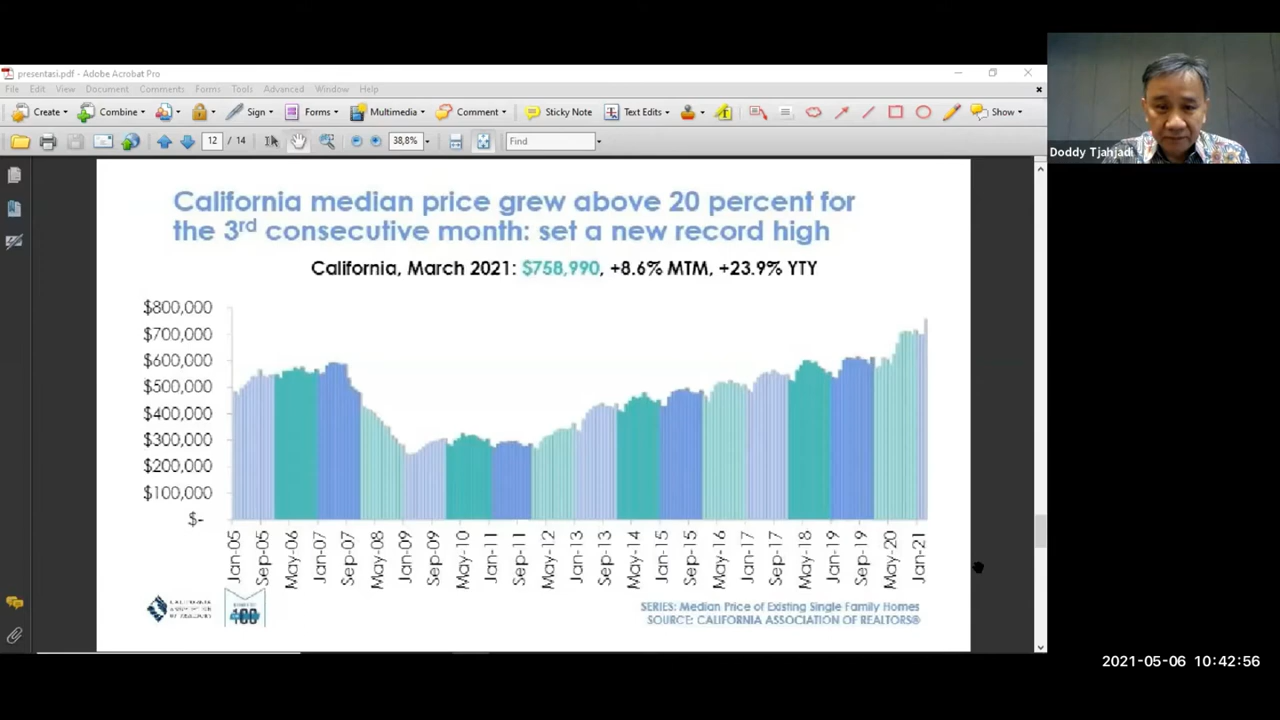 presentasi.pdf - Adobe Acrobat Pro
File Edit View Document Comments Forms Tools Advanced Window Help
Create Combine Sign Forms Multimedia Comment Sticky Note Text Edits Show
12 / 14 38,8% Find
Doddy Tjahjadi
California median price grew above 20 percent for
the 3rd consecutive month: set a new record high
California, March 2021: $758,990, +8.6% MTM, +23.9% YTY
$800,000
$700,000
$600,000
$500,000
$400,000
$300,000
$200,000
$100,000
$-
Jan-05 Sep-05 May-06 Jan-07 Sep-07 May-08 Jan-09 Sep-09 May-10 Jan-11 Sep-11 May-12 Jan-13 Sep-13 May-14 Jan-15 Sep-15 May-16 Jan-17 Sep-17 May-18 Jan-19 Sep-19 May-20 Jan-21
CALIFORNIA
ASSOCIATION
OF REALTORS
100
SERIES: Median Price of Existing Single Family Homes
SOURCE: CALIFORNIA ASSOCIATION OF REALTORS®
2021-05-06 10:42:56